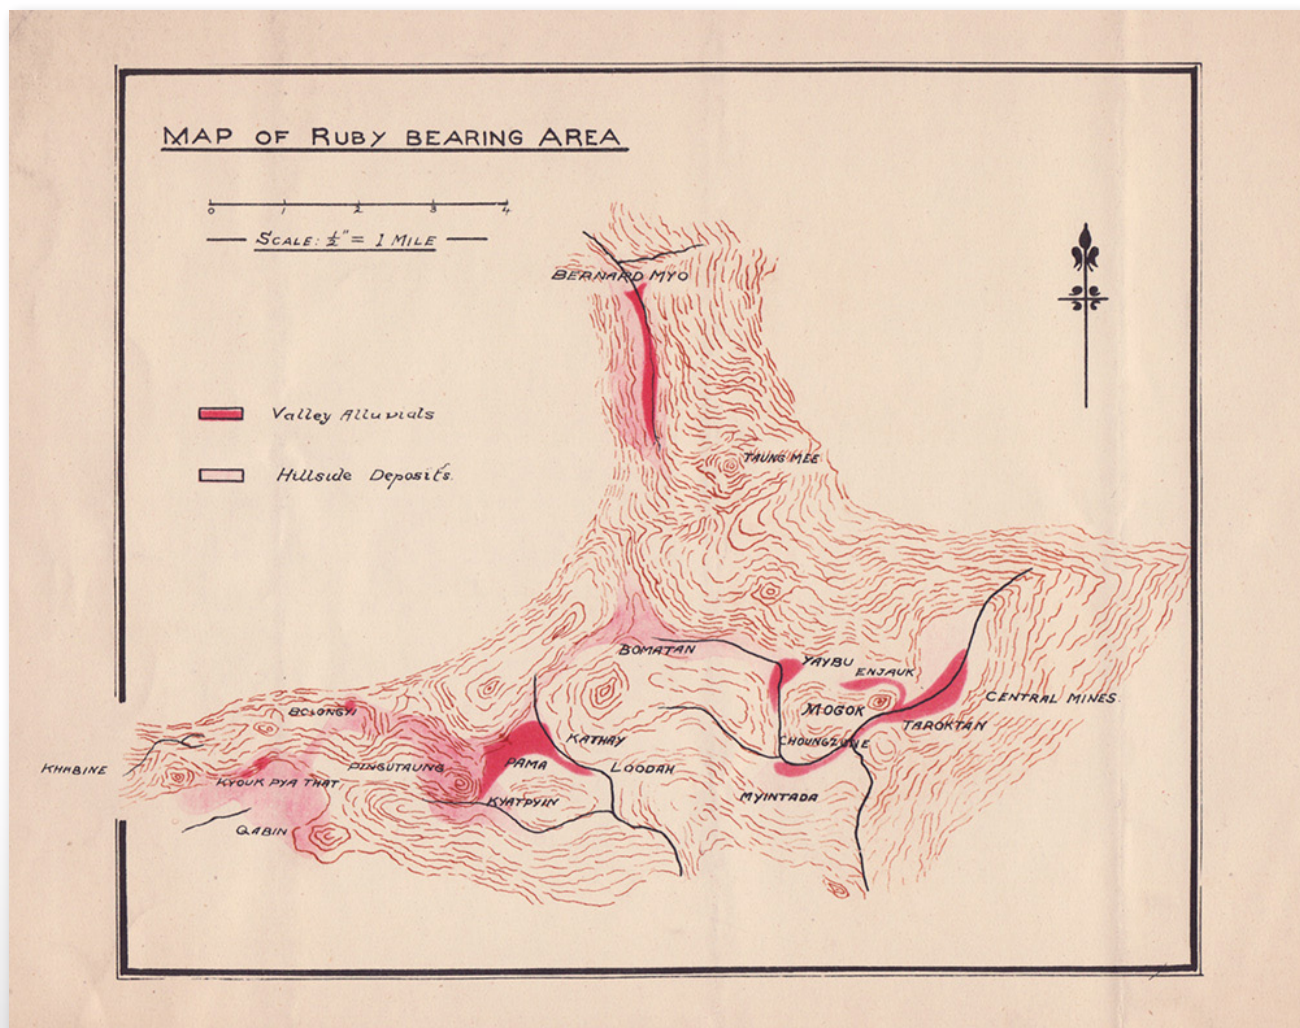 MAP OF RUBY BEARING AREA
0 1 2 3 4
SCALE: ½" = 1 MILE
BERNARD MYO
Valley Alluvials
TAUNG MEE
Hillside Deposits.
BOMATAN
YAYBU
ENJAUK
CENTRAL MINES.
MOGOK
BOLONGYI
TAROKTAN
KATHAY
CHOUNGZONE
PAMA
LOODAH
KHABINE
PINGUTAUNG
KYOUK PYA THAT
MYINTADA
KYATPYIN
QABIN